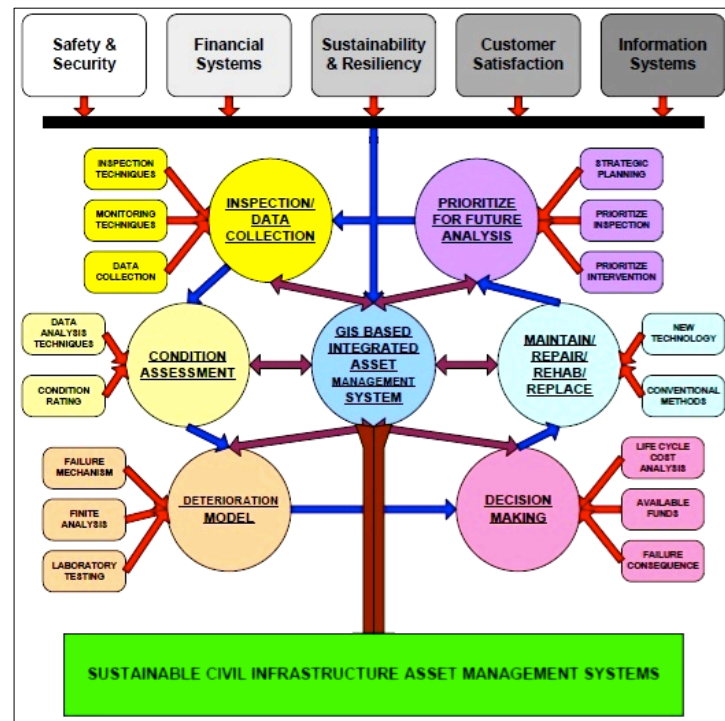 Safety &
Security
Financial
Systems
Sustainability
& Resiliency
Customer
Satisfaction
Information
Systems
INSPECTION
TECHNIQUES
MONITORING
TECHNIQUES
DATA
COLLECTION
INSPECTION/
DATA
COLLECTION
PRIORITIZE
FOR FUTURE
ANALYSIS
STRATEGIC
PLANNING
PRIORITIZE
INSPECTION
PRIORITIZE
INTERVENTION
DATA
ANALYSIS
TECHNIQUES
CONDITION
RATING
CONDITION
ASSESSMENT
GIS BASED
INTEGRATED
ASSET
MANAGEMENT
SYSTEM
MAINTAIN/
REPAIR/
REHAB/
REPLACE
NEW
TECHNOLOGY
CONVENTIONAL
METHODS
FAILURE
MECHANISM
FINITE
ANALYSIS
LABORATORY
TESTING
DETERIORATION
MODEL
DECISION
MAKING
LIFE CYCLE
COST
ANALYSIS
AVAILABLE
FUNDS
FAILURE
CONSEQUENCE
SUSTAINABLE CIVIL INFRASTRUCTURE ASSET MANAGEMENT SYSTEMS